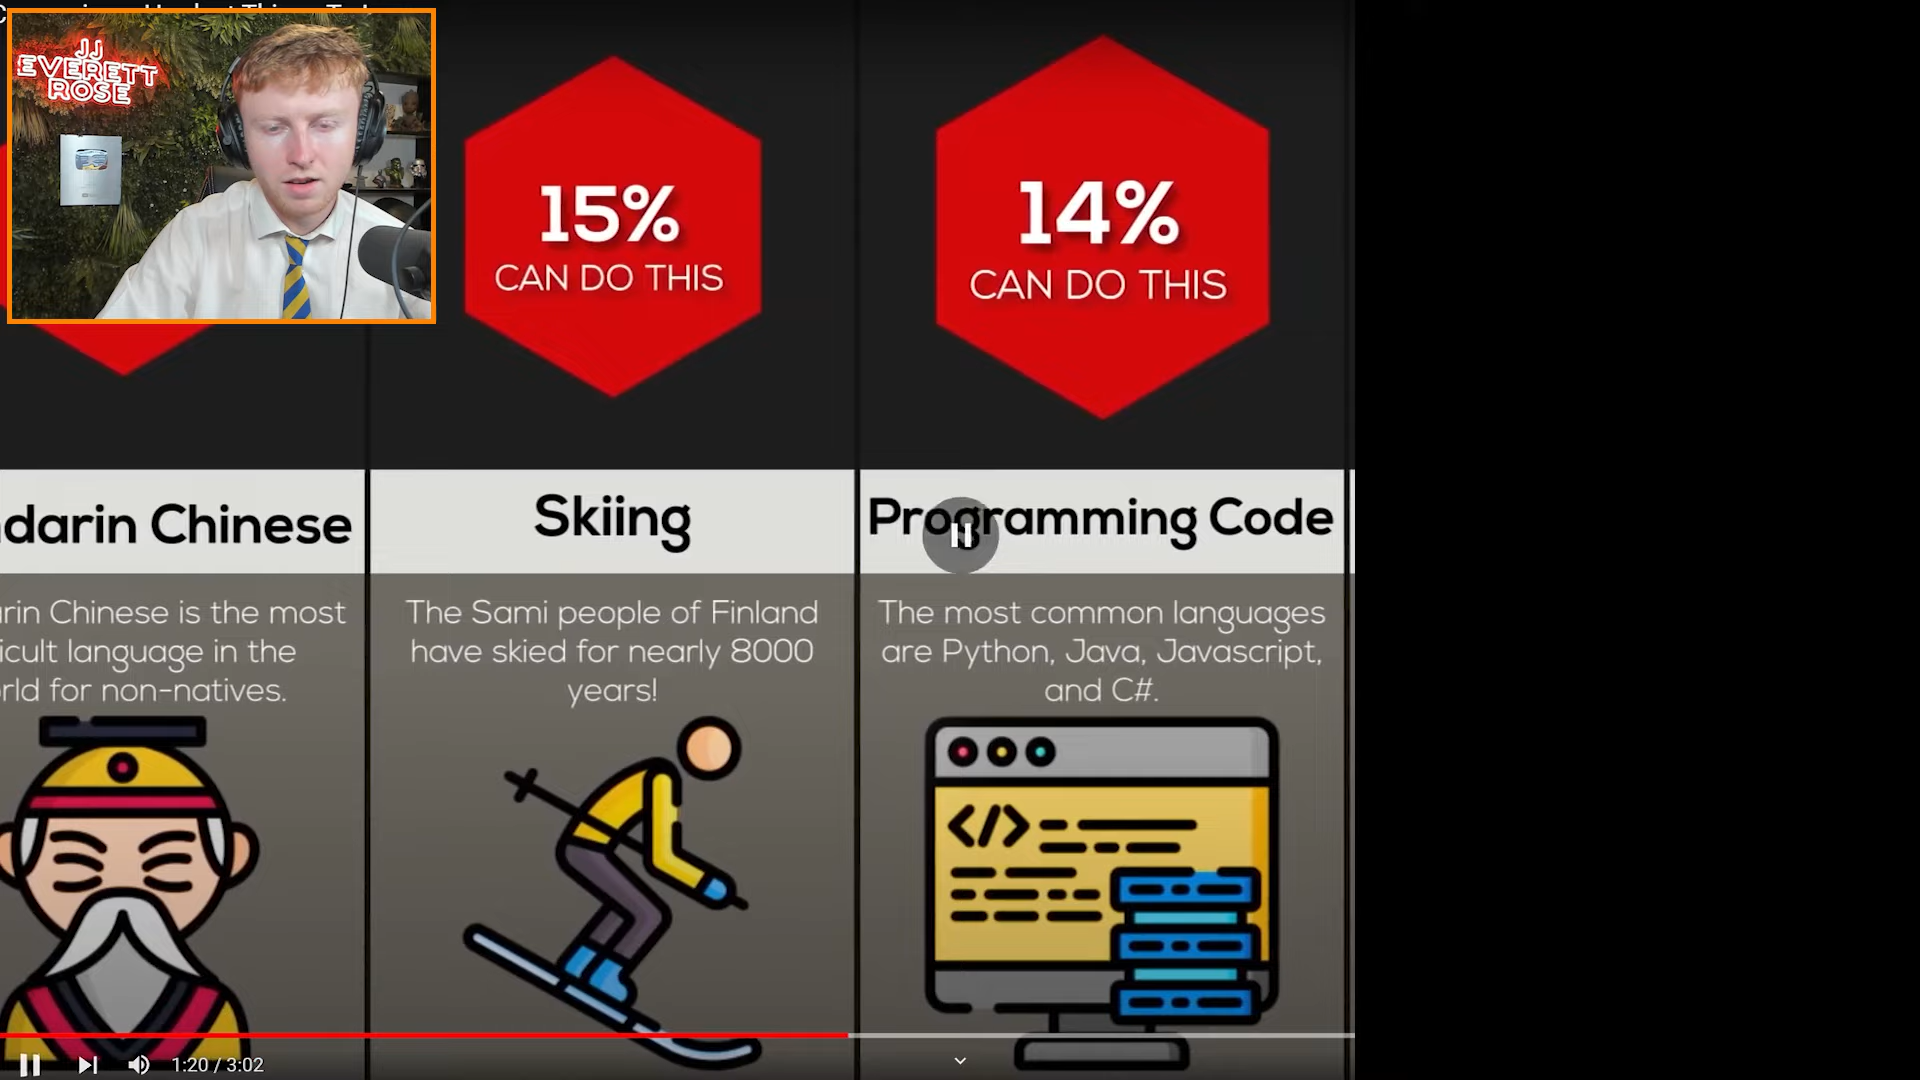 JJ
EVERETT
ROSE
15%
CAN DO THIS
14%
CAN DO THIS
darin Chinese
Skiing
Programming Code
rin Chinese is the most
icult language in the
rld for non-natives.
The Sami people of Finland
have skied for nearly 8000
years!
The most common languages
are Python, Java, Javascript,
and C#.
</>
1:20 / 3:02